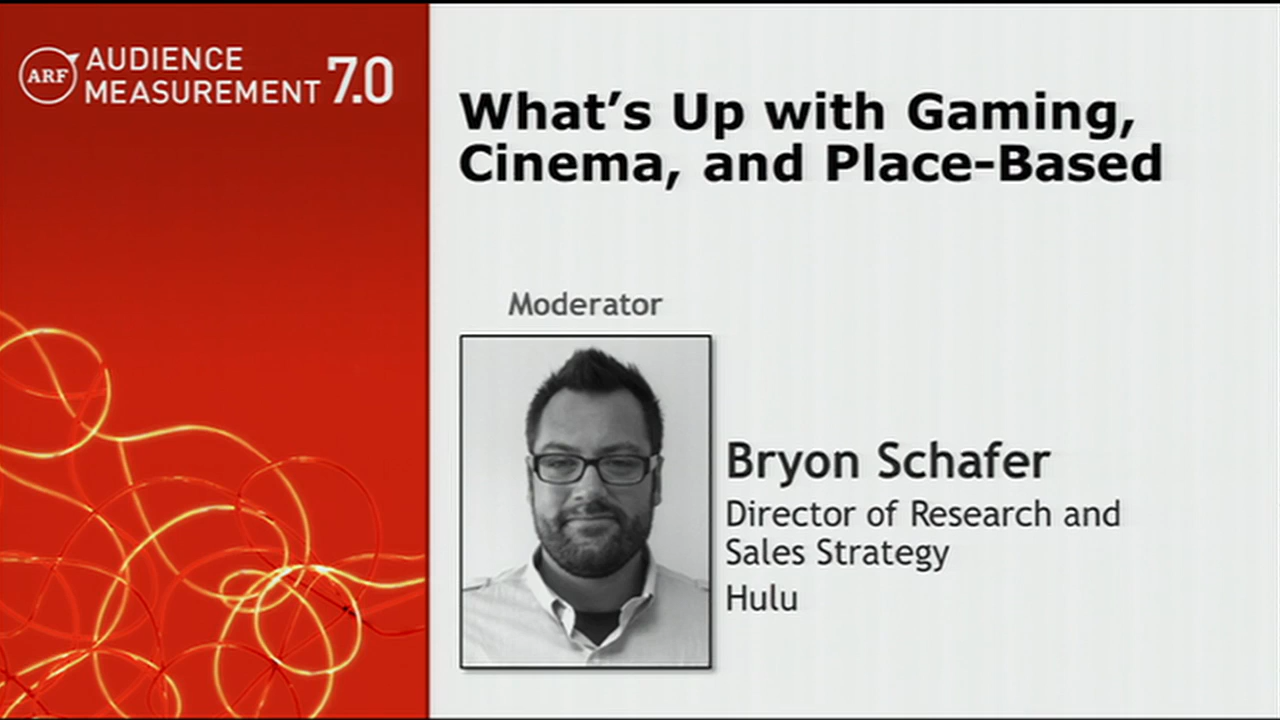 ARF
AUDIENCE
MEASUREMENT 7.0
What’s Up with Gaming,
Cinema, and Place-Based
Moderator
Bryon Schafer
Director of Research and
Sales Strategy
Hulu